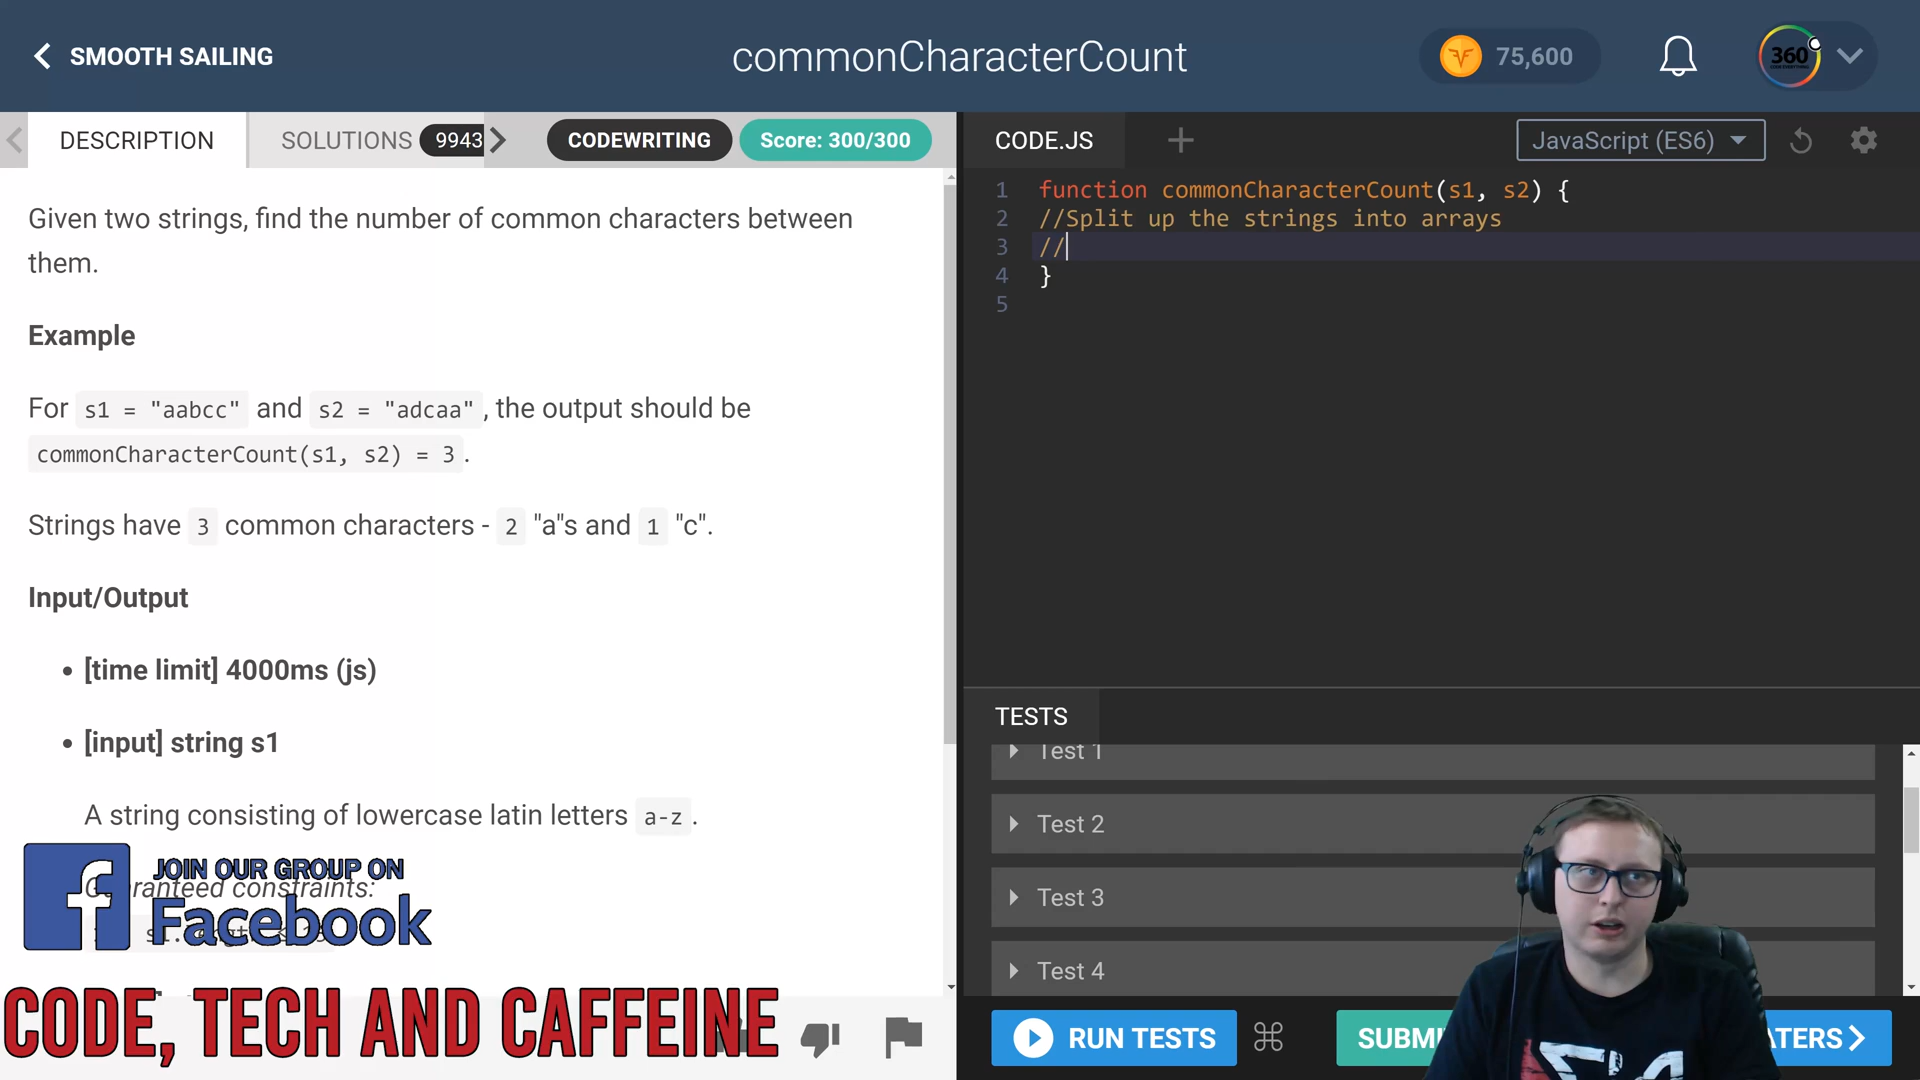 SMOOTH SAILING
commonCharacterCount
75,600
360
DESCRIPTION
SOLUTIONS 9943
CODEWRITING
Score: 300/300
CODE.JS
JavaScript (ES6)
Given two strings, find the number of common characters between
them.
Example
For s1 = "aabcc" and s2 = "adcaa", the output should be
commonCharacterCount(s1, s2) = 3.
Strings have 3 common characters - 2 "a"s and 1 "c".
Input/Output
• [time limit] 4000ms (js)
• [input] string s1
A string consisting of lowercase latin letters a-z.
Guaranteed constraints:
JOIN OUR GROUP ON
Facebook
CODE, TECH AND CAFFEINE
1 function commonCharacterCount(s1, s2) {
2 //Split up the strings into arrays
3 //
4 }
5
TESTS
Test 1
Test 2
Test 3
Test 4
RUN TESTS